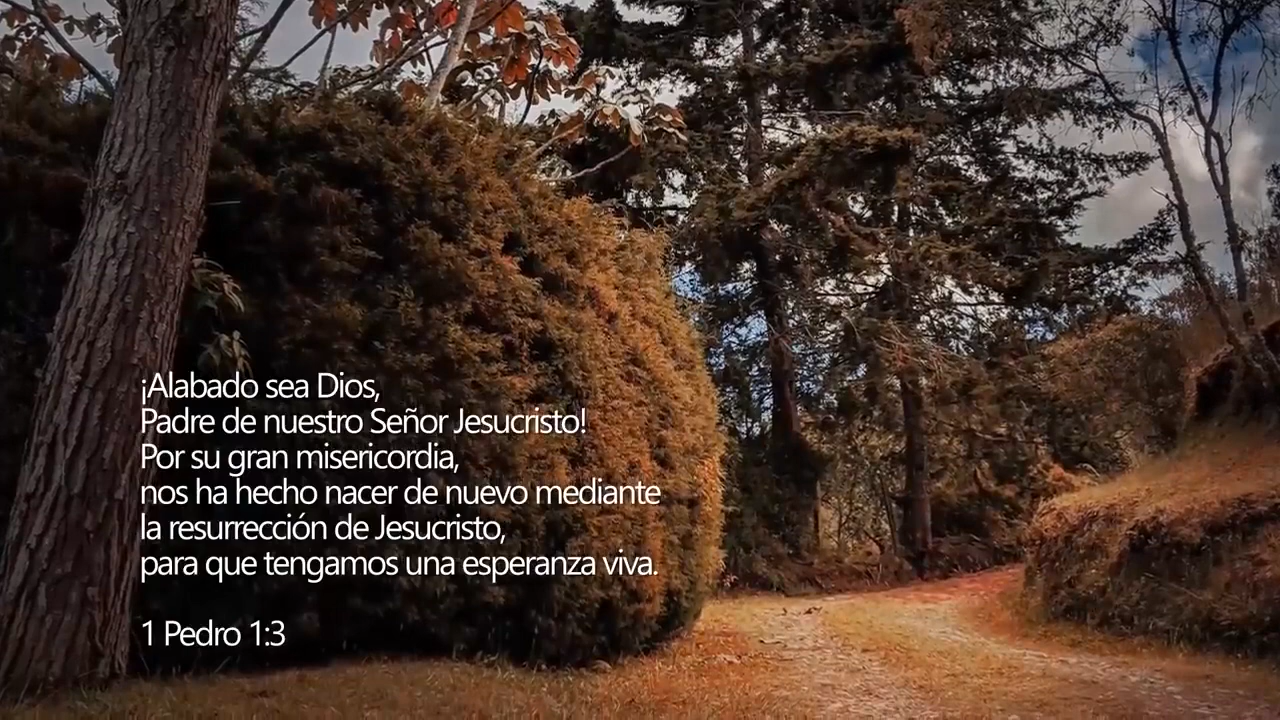 ¡Alabado sea Dios,
Padre de nuestro Señor Jesucristo!
Por su gran misericordia,
nos ha hecho nacer de nuevo mediante
la resurrección de Jesucristo,
para que tengamos una esperanza viva.
1 Pedro 1:3